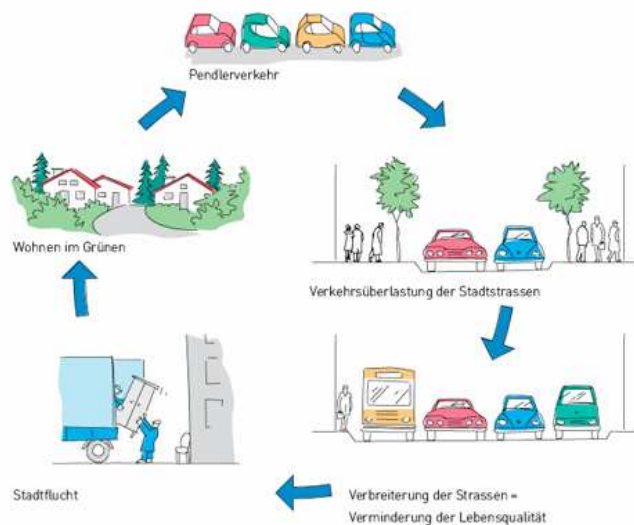 Pendlerverkehr
Verkehrsüberlastung der Stadtstrassen
Verbreiterung der Strassen =
Verminderung der Lebensqualität
Stadtflucht
Wohnen im Grünen